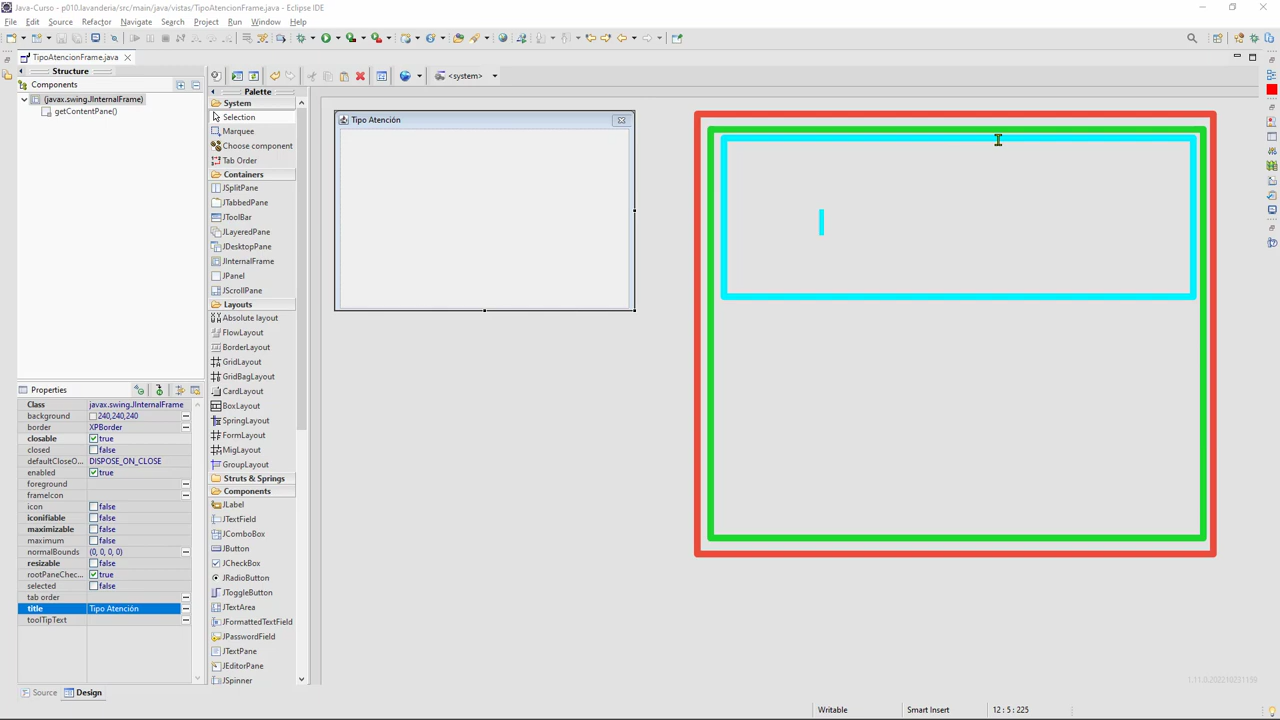 Java-Curso - p010.lavanderia/src/main/java/vistas/TipoAtencionFrame.java - Eclipse IDE
File Edit Source Refactor Navigate Search Project Run Window Help
TipoAtencionFrame.java
Structure
Components
(javax.swing.JInternalFrame)
getContentPane()
<system>
Palette
System
Selection
Marquee
Choose component
Tab Order
Containers
JSplitPane
JTabbedPane
JToolBar
JLayeredPane
JDesktopPane
JInternalFrame
JPanel
JScrollPane
Layouts
Absolute layout
FlowLayout
BorderLayout
GridLayout
GridBagLayout
CardLayout
BoxLayout
SpringLayout
FormLayout
MigLayout
GroupLayout
Struts & Springs
Components
JLabel
JTextField
JComboBox
JButton
JCheckBox
JRadioButton
JToggleButton
JTextArea
JFormattedTextField
JPasswordField
JTextPane
JEditorPane
JSpinner
Tipo Atención
Properties
Class javax.swing.JInternalFrame
background 240,240,240
border XPBorder
closable true
closed false
defaultCloseO... DISPOSE_ON_CLOSE
enabled true
foreground
frameIcon
icon false
iconifiable false
maximizable false
maximum false
normalBounds (0, 0, 0, 0)
resizable false
rootPaneChec... true
selected false
tab order
title Tipo Atención
toolTipText
Source Design
1.11.0.202210231150
Writable Smart Insert 12 : 5 : 225